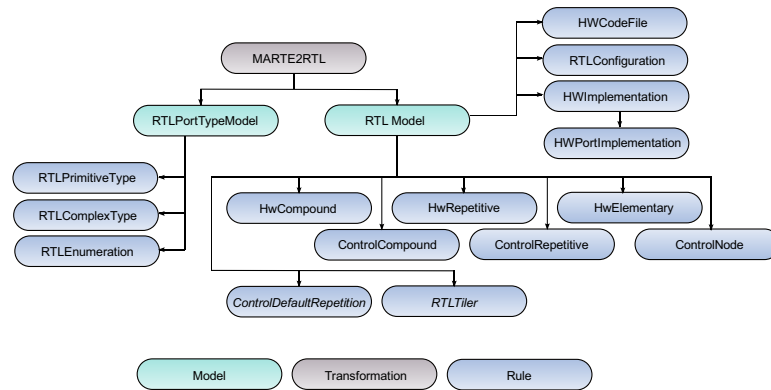 HWCodeFile
MARTE2RTL
RTLConfiguration
HWImplementation
RTLPortTypeModel
RTL Model
HWPortImplementation
RTLPrimitiveType
HwCompound
HwRepetitive
HwElementary
RTLComplexType
ControlCompound
ControlRepetitive
ControlNode
RTLEnumeration
ControlDefaultRepetition
RTLTiler
Model
Transformation
Rule